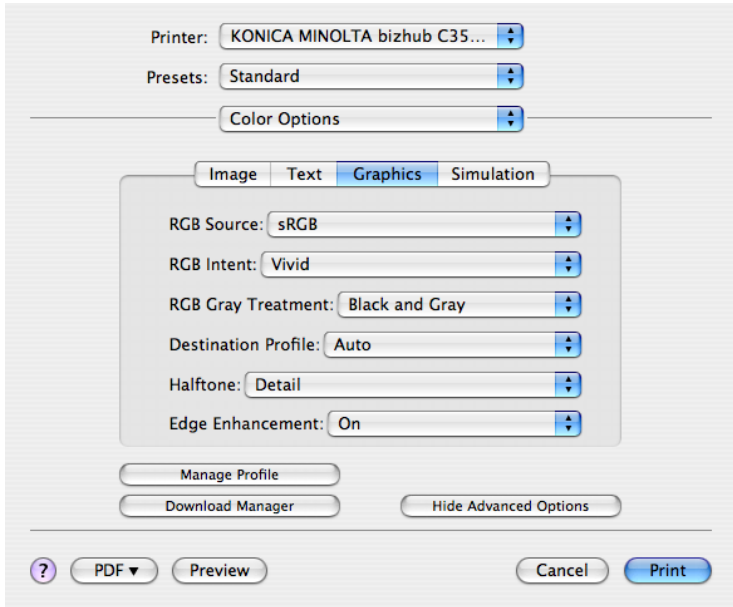 Printer: KONICA MINOLTA bizhub C35...
Presets: Standard
Color Options
Image Text Graphics Simulation
RGB Source: sRGB
RGB Intent: Vivid
RGB Gray Treatment: Black and Gray
Destination Profile: Auto
Halftone: Detail
Edge Enhancement: On
Manage Profile
Download Manager Hide Advanced Options
? PDF ▼ Preview Cancel Print